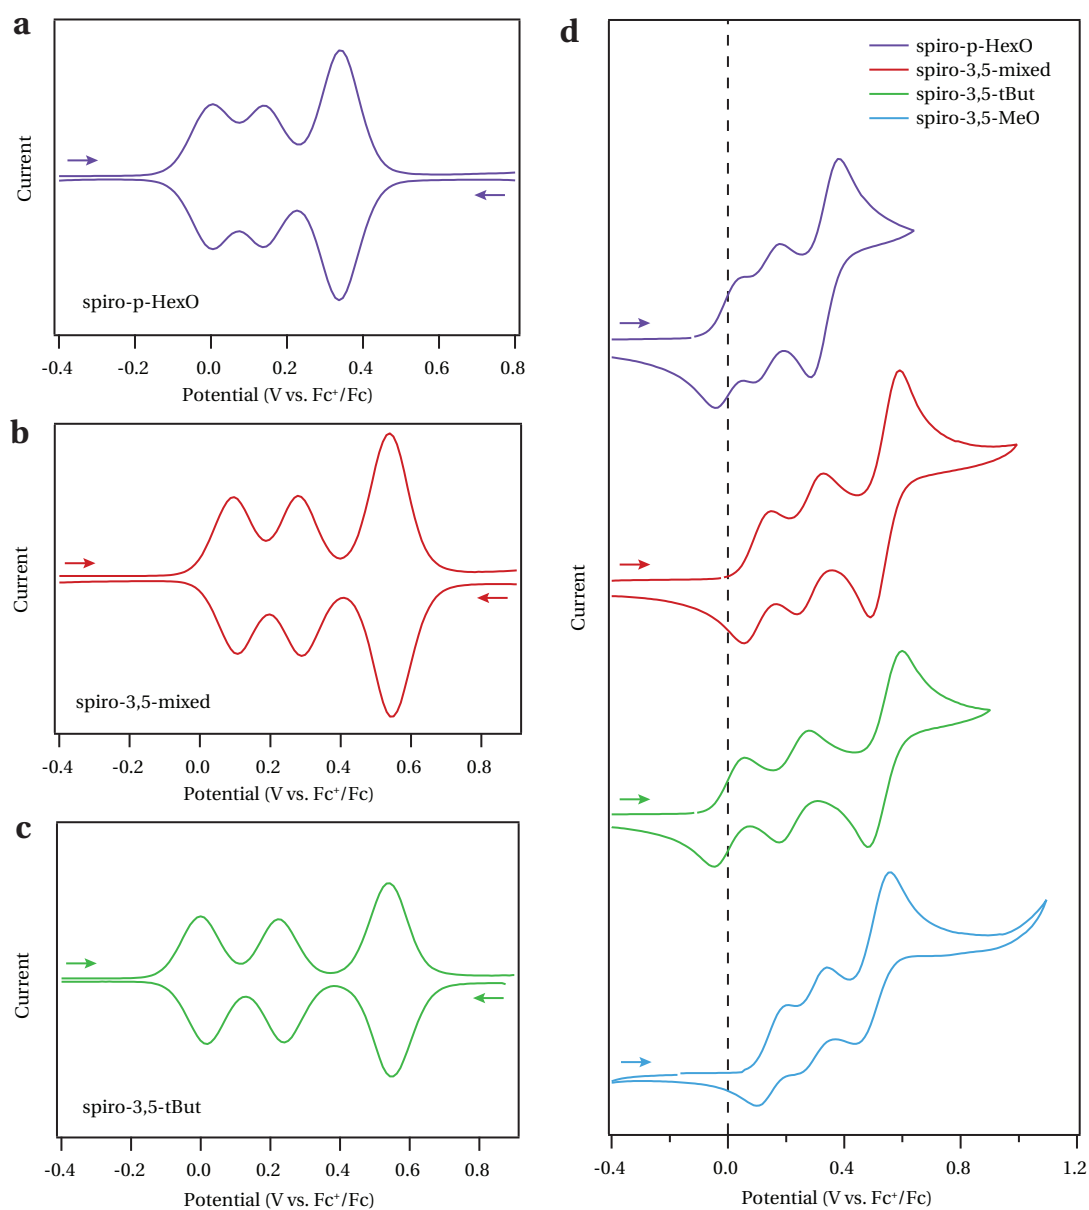 a
Current
spiro-p-HexO
-0.4 -0.2 0.0 0.2 0.4 0.6 0.8
Potential (V vs. Fc⁺/Fc)
b
Current
spiro-3,5-mixed
-0.4 -0.2 0.0 0.2 0.4 0.6 0.8
Potential (V vs. Fc⁺/Fc)
c
Current
spiro-3,5-tBut
-0.4 -0.2 0.0 0.2 0.4 0.6 0.8
Potential (V vs. Fc⁺/Fc)
d
spiro-p-HexO
spiro-3,5-mixed
spiro-3,5-tBut
spiro-3,5-MeO
Current
-0.4 0.0 0.4 0.8 1.2
Potential (V vs. Fc⁺/Fc)